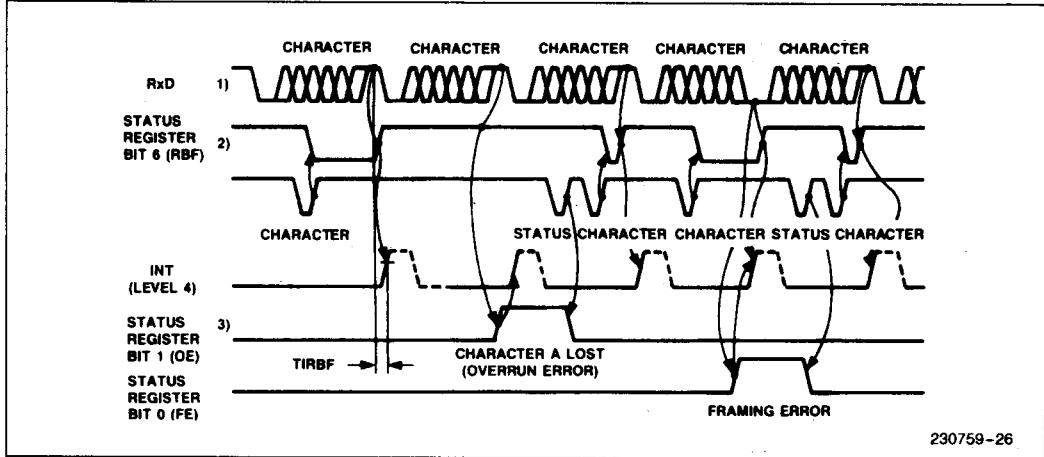 CHARACTER CHARACTER CHARACTER CHARACTER CHARACTER
RxD 1)
STATUS
REGISTER 2)
BIT 6 (RBF)
CHARACTER STATUS CHARACTER CHARACTER STATUS CHARACTER
INT
(LEVEL 4)
STATUS 3)
REGISTER
BIT 1 (OE)
TIRBF
CHARACTER A LOST
(OVERRUN ERROR)
STATUS
REGISTER
BIT 0 (FE)
FRAMING ERROR
230759-26